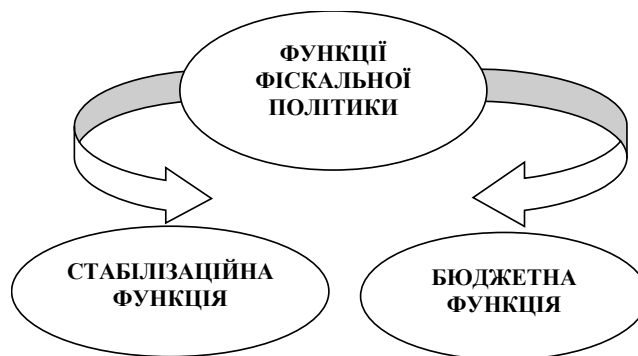 ФУНКЦІЇ
ФІСКАЛЬНОЇ
ПОЛІТИКИ
СТАБІЛІЗАЦІЙНА
ФУНКЦІЯ
БЮДЖЕТНА
ФУНКЦІЯ